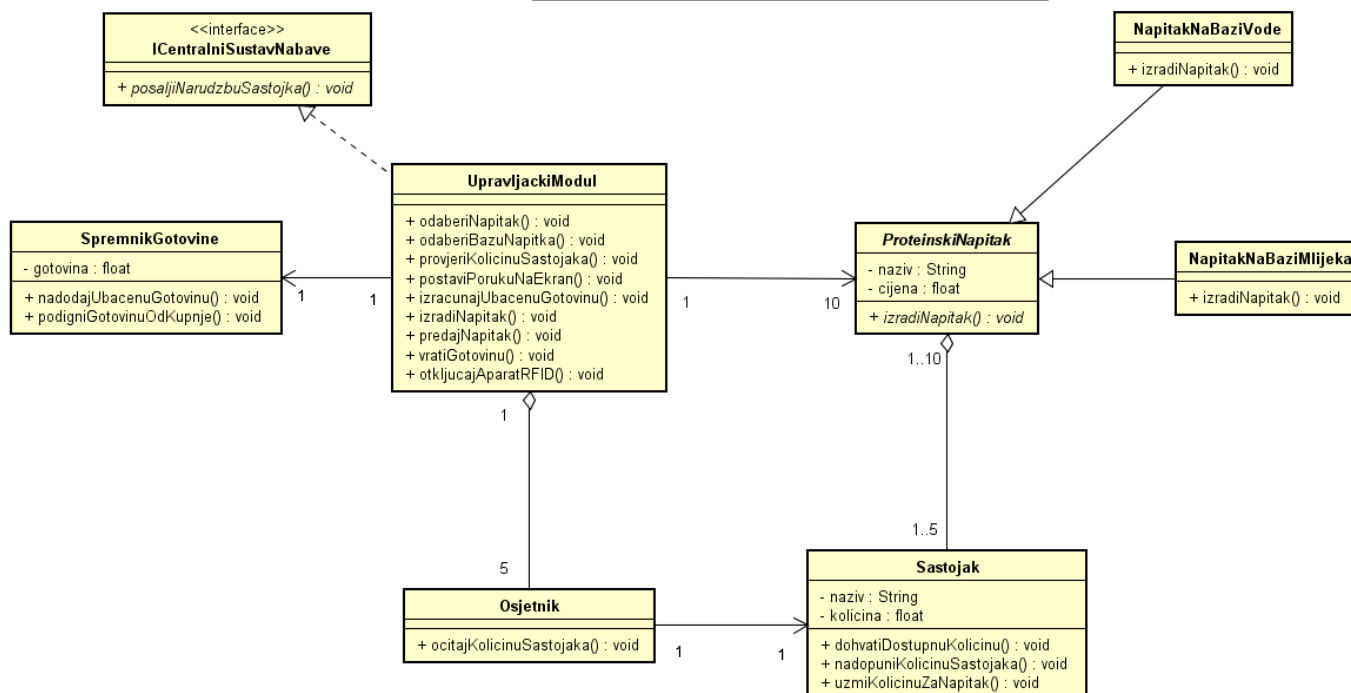 <<interface>>
ICentralniSustavNabave
+ posaljiNarudzbuSastojka() : void
NapitakNaBaziVode
+ izradiNapitak() : void
UpravljackiModul
+ odaberiNapitak() : void
+ odaberiBazuNapitka() : void
+ provjeriKolicinuSastojaka() : void
+ postaviPorukuNaEkran() : void
+ izracunajUbacenuGotovinu() : void
+ izradiNapitak() : void
+ predajNapitak() : void
+ vratiGotovinu() : void
+ otkljucajAparatRFID() : void
SpremnikGotovine
- gotovina : float
+ nadodajUbacenuGotovinu() : void
+ podigniGotovinuOdKupnje() : void
1
1
1
10
ProteinskiNapitak
- naziv : String
- cijena : float
+ izradiNapitak() : void
NapitakNaBaziMlijeka
+ izradiNapitak() : void
1..10
1
1..5
5
Osjetnik
+ ocitajKolicinuSastojaka() : void
1
1
Sastojak
- naziv : String
- kolicina : float
+ dohvatiDostupnuKolicinu() : void
+ nadopuniKolicinuSastojaka() : void
+ uzmiKolicinuZaNapitak() : void